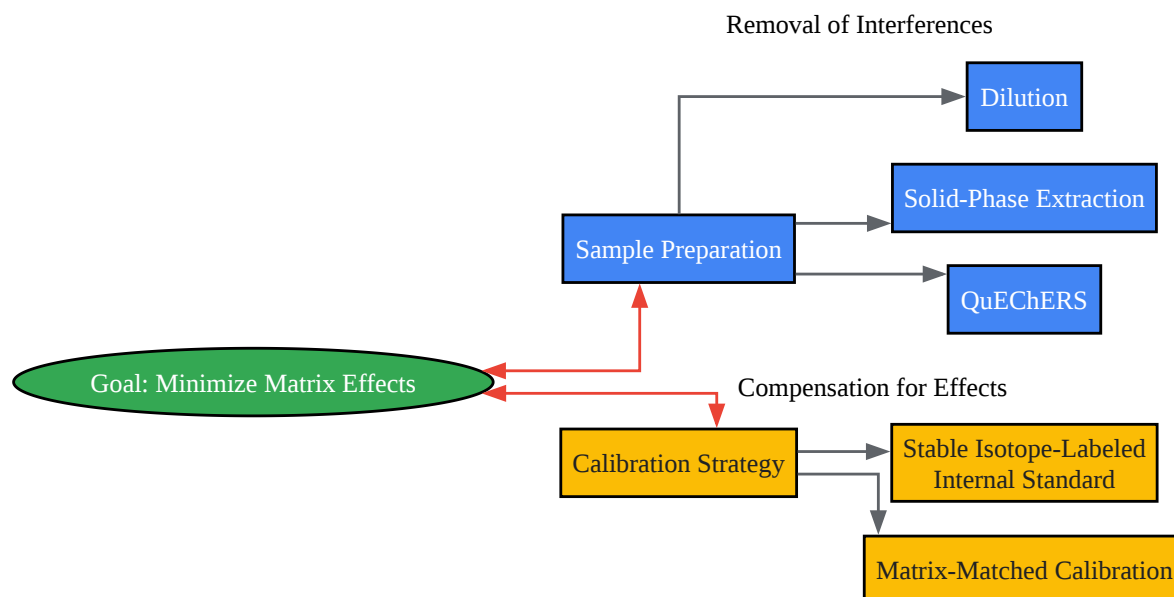 Removal of Interferences
Dilution
Solid-Phase Extraction
Sample Preparation
QuEChERS
Goal: Minimize Matrix Effects
Compensation for Effects
Calibration Strategy
Stable Isotope-Labeled
Internal Standard
Matrix-Matched Calibration